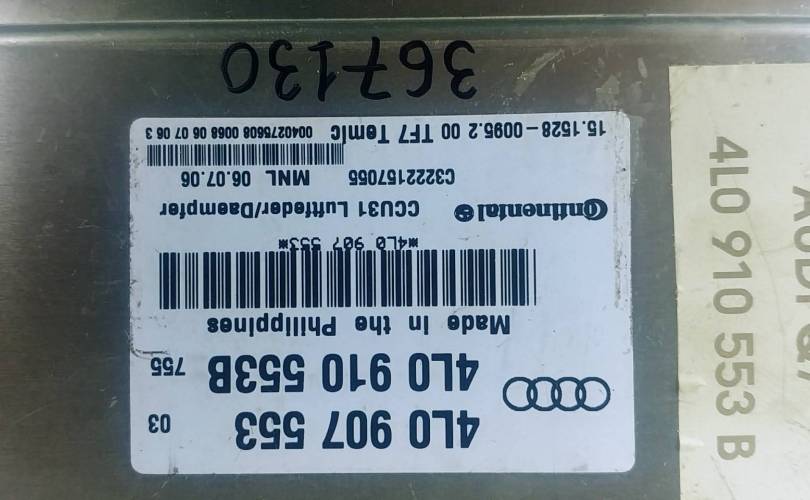 4L0 907 553 03
4L0 910 553B 755
Made in the Philippines
*4L0 907 553*
Continental CCU31 Luftfeder/Daempfer
C3222157055 MNL 06.07.06
15.1528-0095.2 00 TF7 Temic 0040275608 0068 06 07 06 3
367130
AUDI Q7
4L0 910 553 B